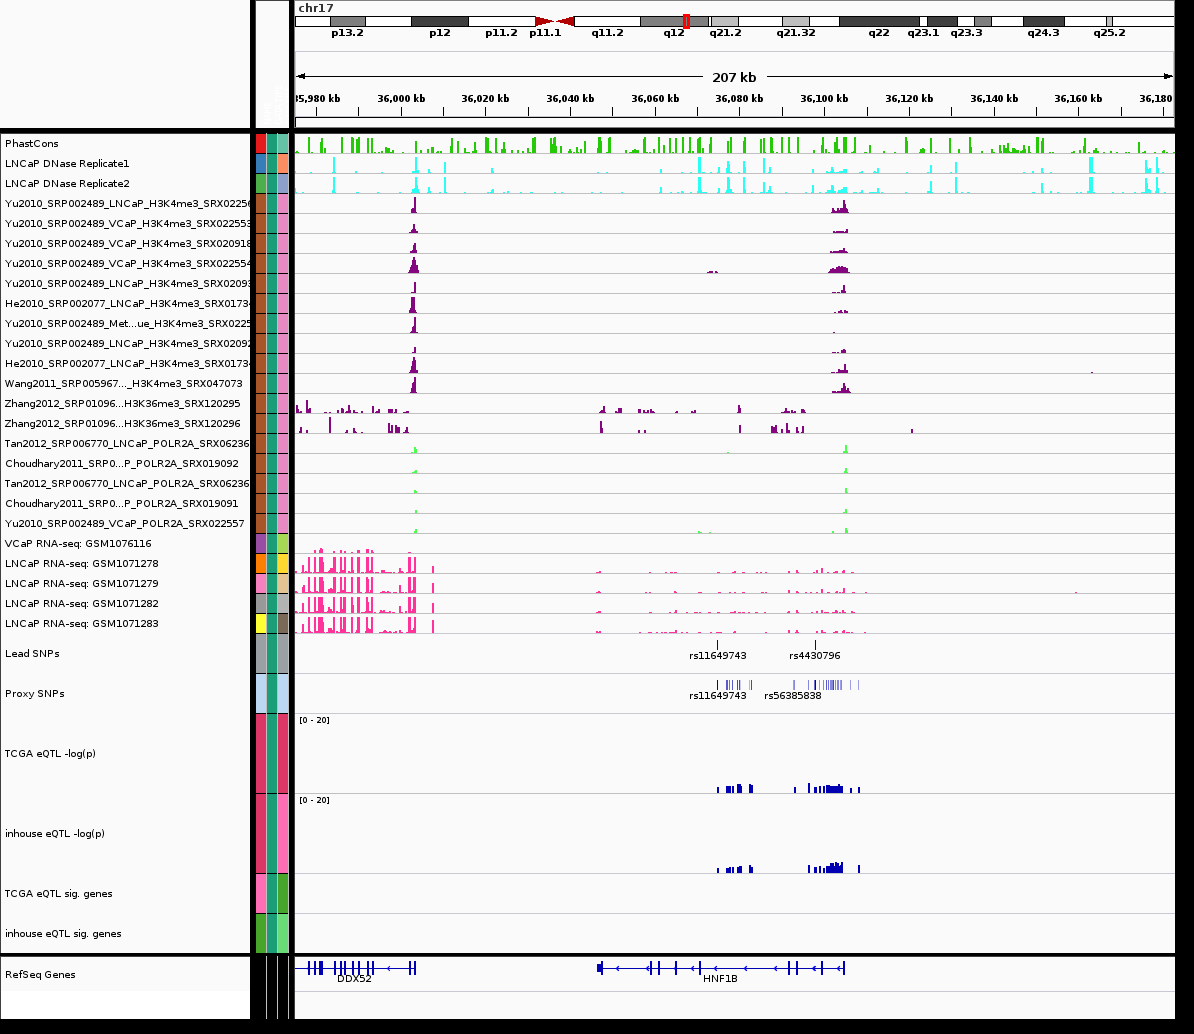 chr17
p13.2 p12 p11.2 p11.1 q11.2 q12 q21.2 q21.32 q22 q23.1 q23.3 q24.3 q25.2
207 kb
35,980 kb 36,000 kb 36,020 kb 36,040 kb 36,060 kb 36,080 kb 36,100 kb 36,120 kb 36,140 kb 36,160 kb 36,180
PhastCons
LNCaP DNase Replicate1
LNCaP DNase Replicate2
Yu2010_SRP002489_LNCaP_H3K4me3_SRX02250
Yu2010_SRP002489_VCaP_H3K4me3_SRX022553
Yu2010_SRP002489_VCaP_H3K4me3_SRX020918
Yu2010_SRP002489_VCaP_H3K4me3_SRX022554
Yu2010_SRP002489_LNCaP_H3K4me3_SRX0209
He2010_SRP002077_LNCaP_H3K4me3_SRX0173
Yu2010_SRP002489_Met...ue_H3K4me3_SRX0225
Yu2010_SRP002489_LNCaP_H3K4me3_SRX0209
He2010_SRP002077_LNCaP_H3K4me3_SRX0173
Wang2011_SRP005967..._H3K4me3_SRX047073
Zhang2012_SRP01096...H3K36me3_SRX120295
Zhang2012_SRP01096...H3K36me3_SRX120296
Tan2012_SRP006770_LNCaP_POLR2A_SRX06236
Choudhary2011_SRP0...P_POLR2A_SRX019092
Tan2012_SRP006770_LNCaP_POLR2A_SRX06236
Choudhary2011_SRP0...P_POLR2A_SRX019091
Yu2010_SRP002489_VCaP_POLR2A_SRX022557
VCaP RNA-seq: GSM1076116
LNCaP RNA-seq: GSM1071278
LNCaP RNA-seq: GSM1071279
LNCaP RNA-seq: GSM1071282
LNCaP RNA-seq: GSM1071283
Lead SNPs
rs11649743 rs4430796
Proxy SNPs
rs11649743 rs56385838
[0 - 20]
TCGA eQTL -log(p)
[0 - 20]
inhouse eQTL -log(p)
TCGA eQTL sig. genes
inhouse eQTL sig. genes
RefSeq Genes
DDX52 HNF1B